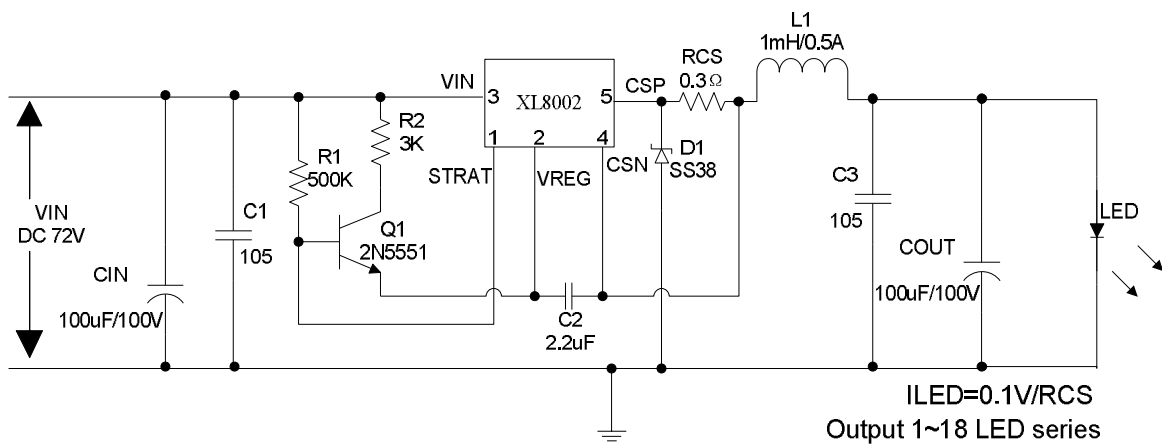 L1
1mH/0.5A
RCS
0.3Ω
CSP
VIN
3
XL8002
5
1
2
4
R2
3K
D1
SS38
CSN
VREG
STRAT
R1
500K
C3
105
LED
VIN
DC 72V
C1
105
Q1
2N5551
COUT
100uF/100V
CIN
100uF/100V
C2
2.2uF
ILED=0.1V/RCS
Output 1~18 LED series